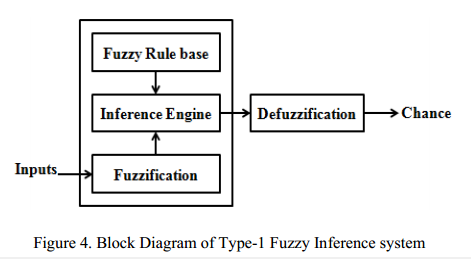 Fuzzy Rule base
Inference Engine
Defuzzification
Chance
Inputs
Fuzzification
Figure 4. Block Diagram of Type-1 Fuzzy Inference system